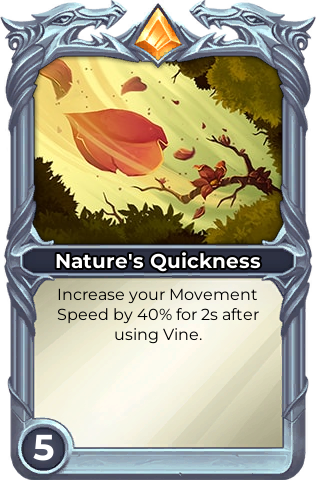 Nature's Quickness
Increase your Movement
Speed by 40% for 2s after
using Vine.
5